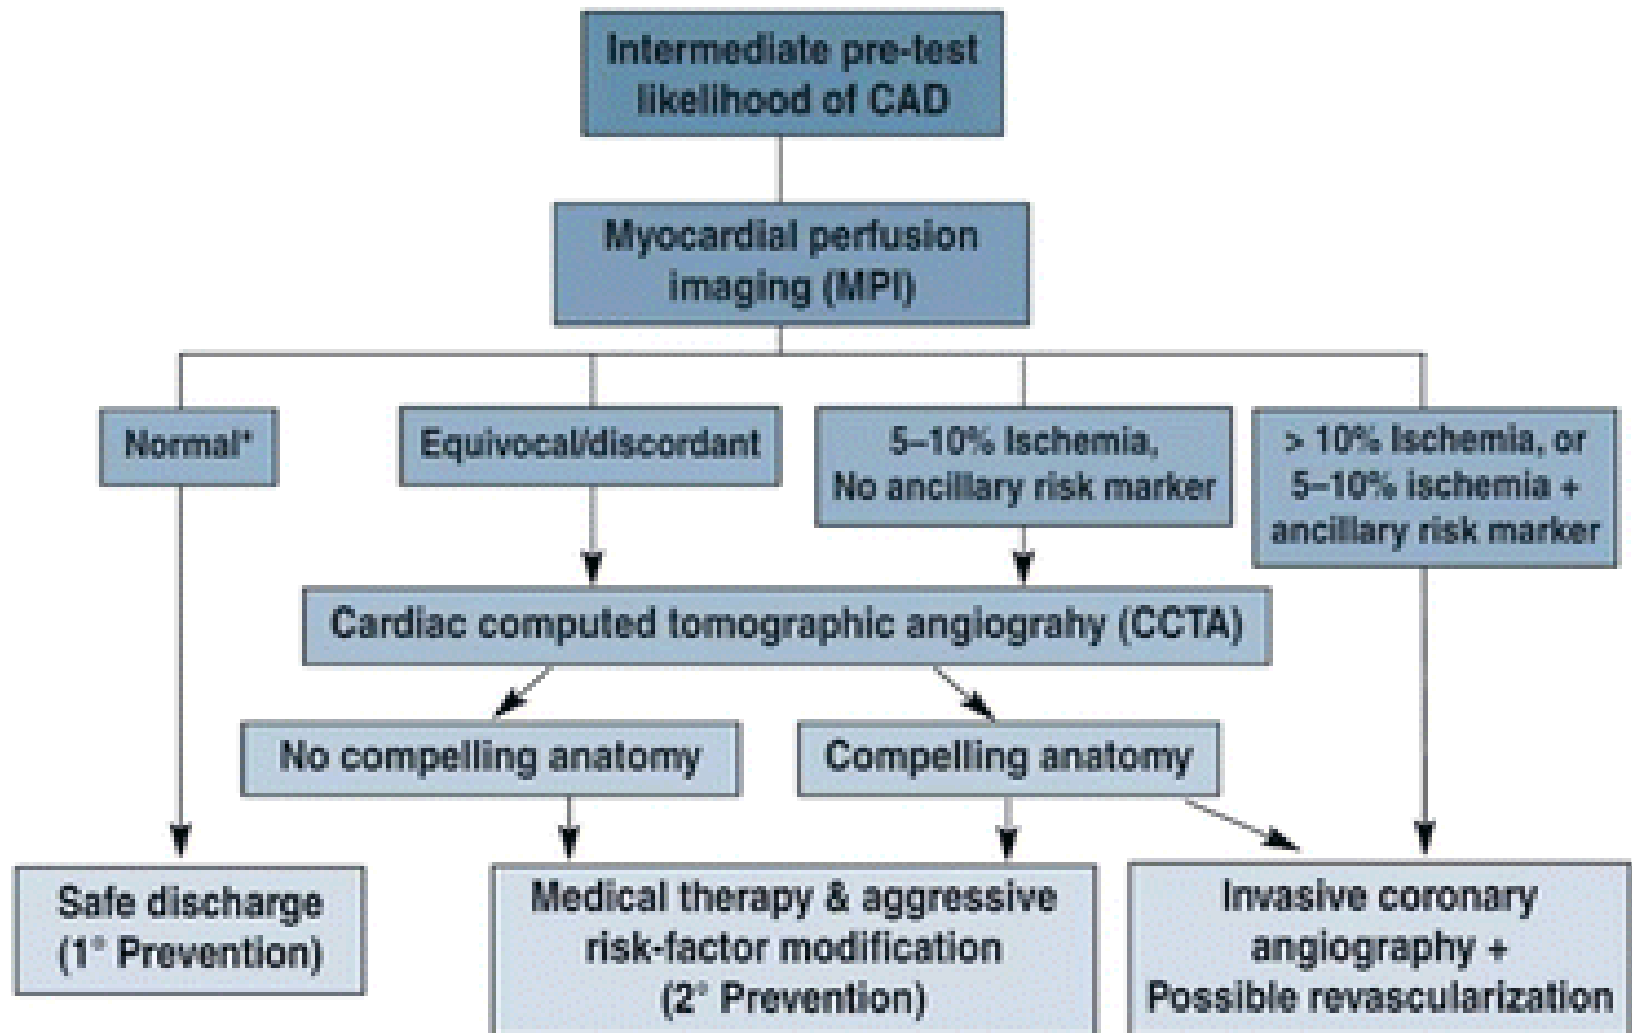 Intermediate pre-test
likelihood of CAD
Myocardial perfusion
imaging (MPI)
Normal*
Equivocal/discordant
5–10% Ischemia,
No ancillary risk marker
> 10% Ischemia, or
5–10% ischemia +
ancillary risk marker
Cardiac computed tomographic angiograhy (CCTA)
No compelling anatomy
Compelling anatomy
Safe discharge
(1° Prevention)
Medical therapy & aggressive
risk-factor modification
(2° Prevention)
Invasive coronary
angiography +
Possible revascularization